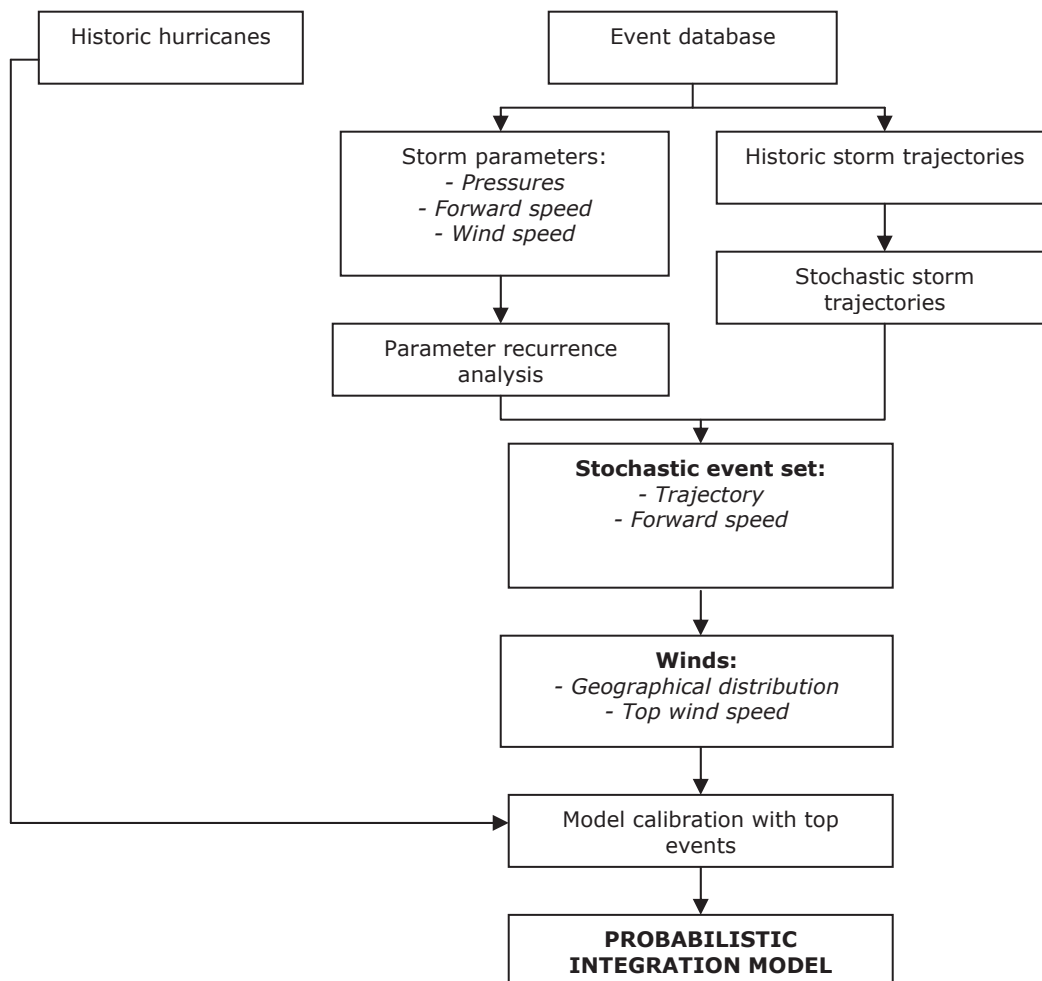 Historic hurricanes
Event database
Storm parameters:
- Pressures
- Forward speed
- Wind speed
Historic storm trajectories
Stochastic storm
trajectories
Parameter recurrence
analysis
Stochastic event set:
- Trajectory
- Forward speed
Winds:
- Geographical distribution
- Top wind speed
Model calibration with top
events
PROBABILISTIC
INTEGRATION MODEL